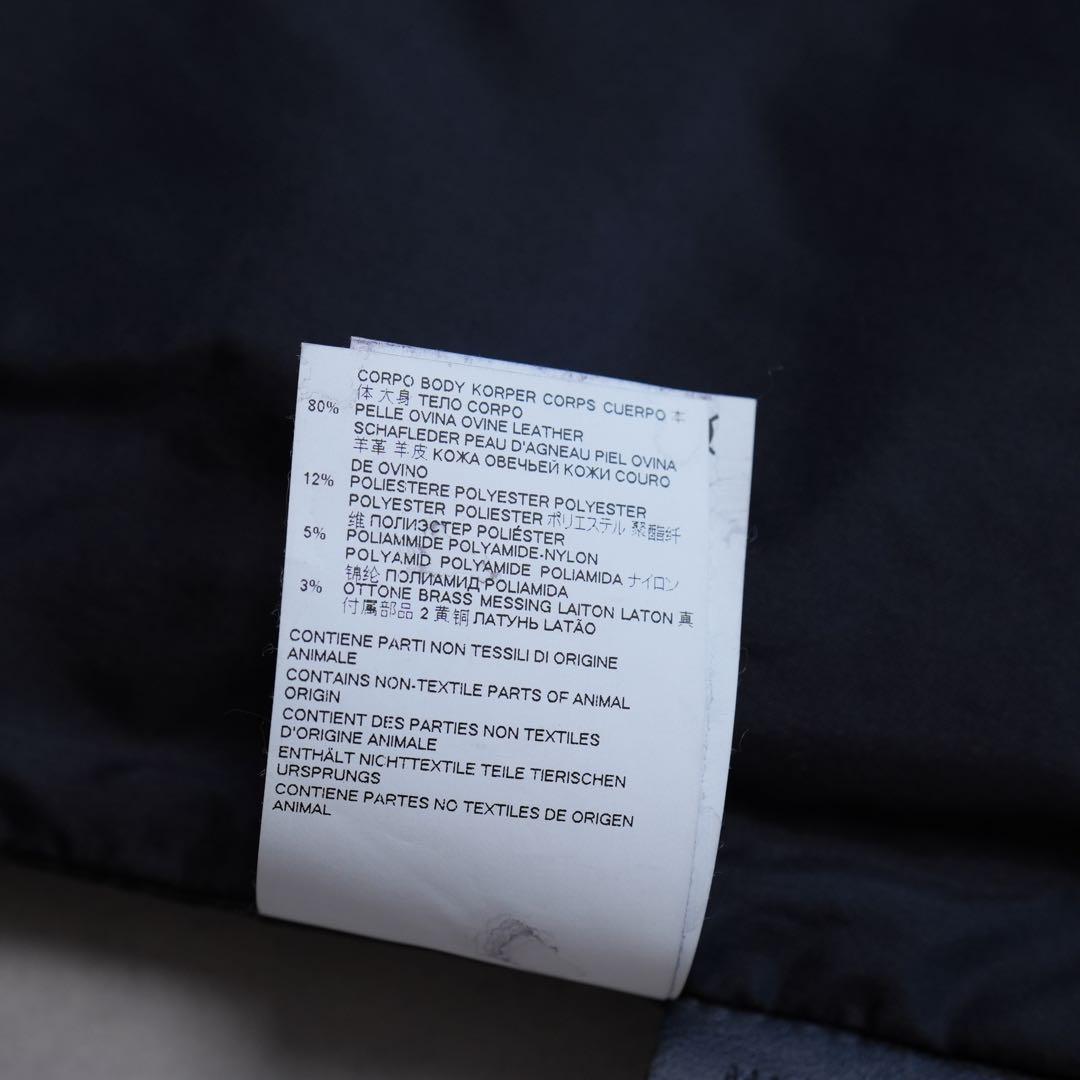 CORPO BODY KORPER CORPS CUERPO 本
体 大身 ТЕЛО CORPO
80% PELLE OVINA OVINE LEATHER
SCHAFLEDER PEAU D'AGNEAU PIEL OVINA
羊革 羊皮 КОЖА ОВЕЧЬЕЙ КОЖИ COURO
DE OVINO
12% POLIESTERE POLYESTER POLYESTER
POLYESTER POLIESTER ポリエステル 聚酯纤
维 ПОЛИЭСТЕР POLIÉSTER
5% POLIAMMIDE POLYAMIDE-NYLON
POLYAMID POLYAMIDE POLIAMIDA ナイロン
锦纶 ПОЛИАМИД POLIAMIDA
3% OTTONE BRASS MESSING LAITON LATON 真
付属部品 2 黄铜 ЛАТУНЬ LATÃO
CONTIENE PARTI NON TESSILI DI ORIGINE
ANIMALE
CONTAINS NON-TEXTILE PARTS OF ANIMAL
ORIGIN
CONTIENT DES PARTIES NON TEXTILES
D'ORIGINE ANIMALE
ENTHÄLT NICHTTEXTILE TEILE TIERISCHEN
URSPRUNGS
CONTIENE PARTES NO TEXTILES DE ORIGEN
ANIMAL